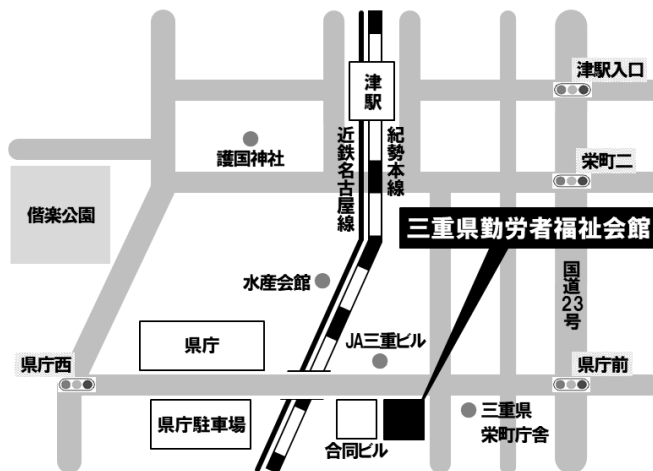 津駅入口
津駅
護国神社
近鉄名古屋線
紀勢本線
栄町二
偕楽公園
三重県勤労者福祉会館
水産会館
国道23号
県庁
JA三重ビル
県庁西
県庁前
県庁駐車場
合同ビル
三重県
栄町庁舎